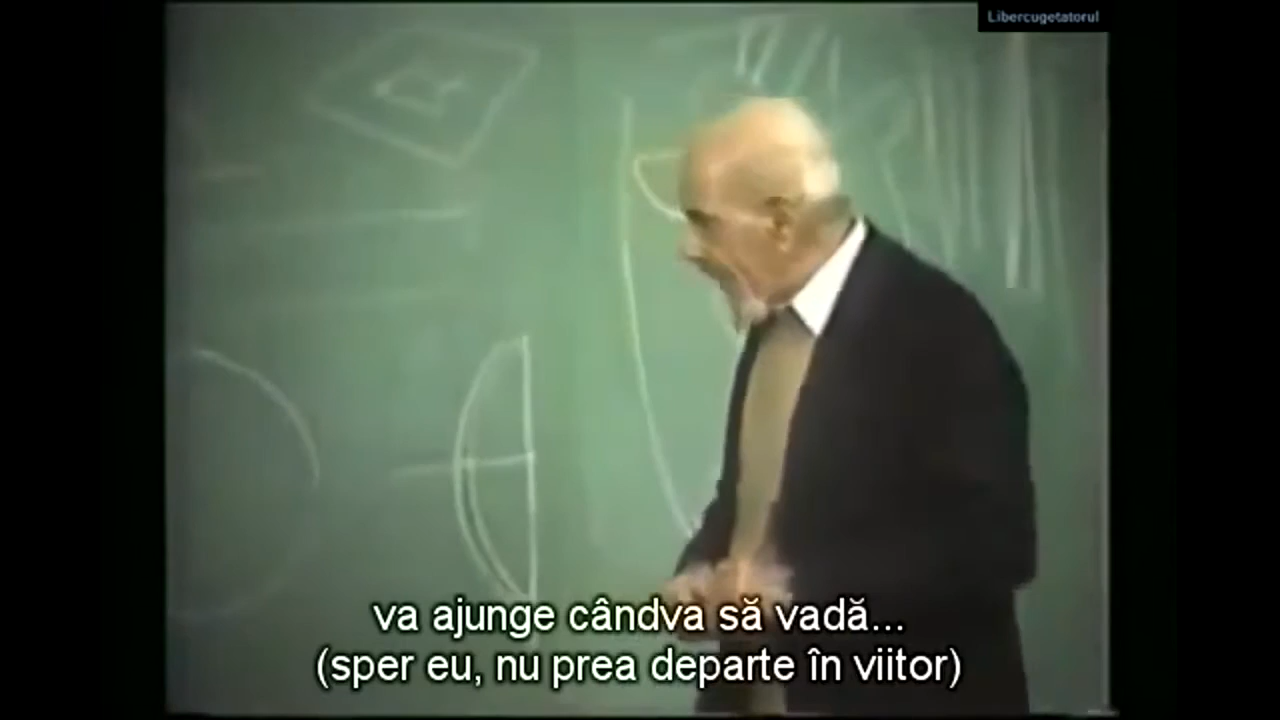 Libercugetatorul
va ajunge cândva să vadă...
(sper eu, nu prea departe în viitor)